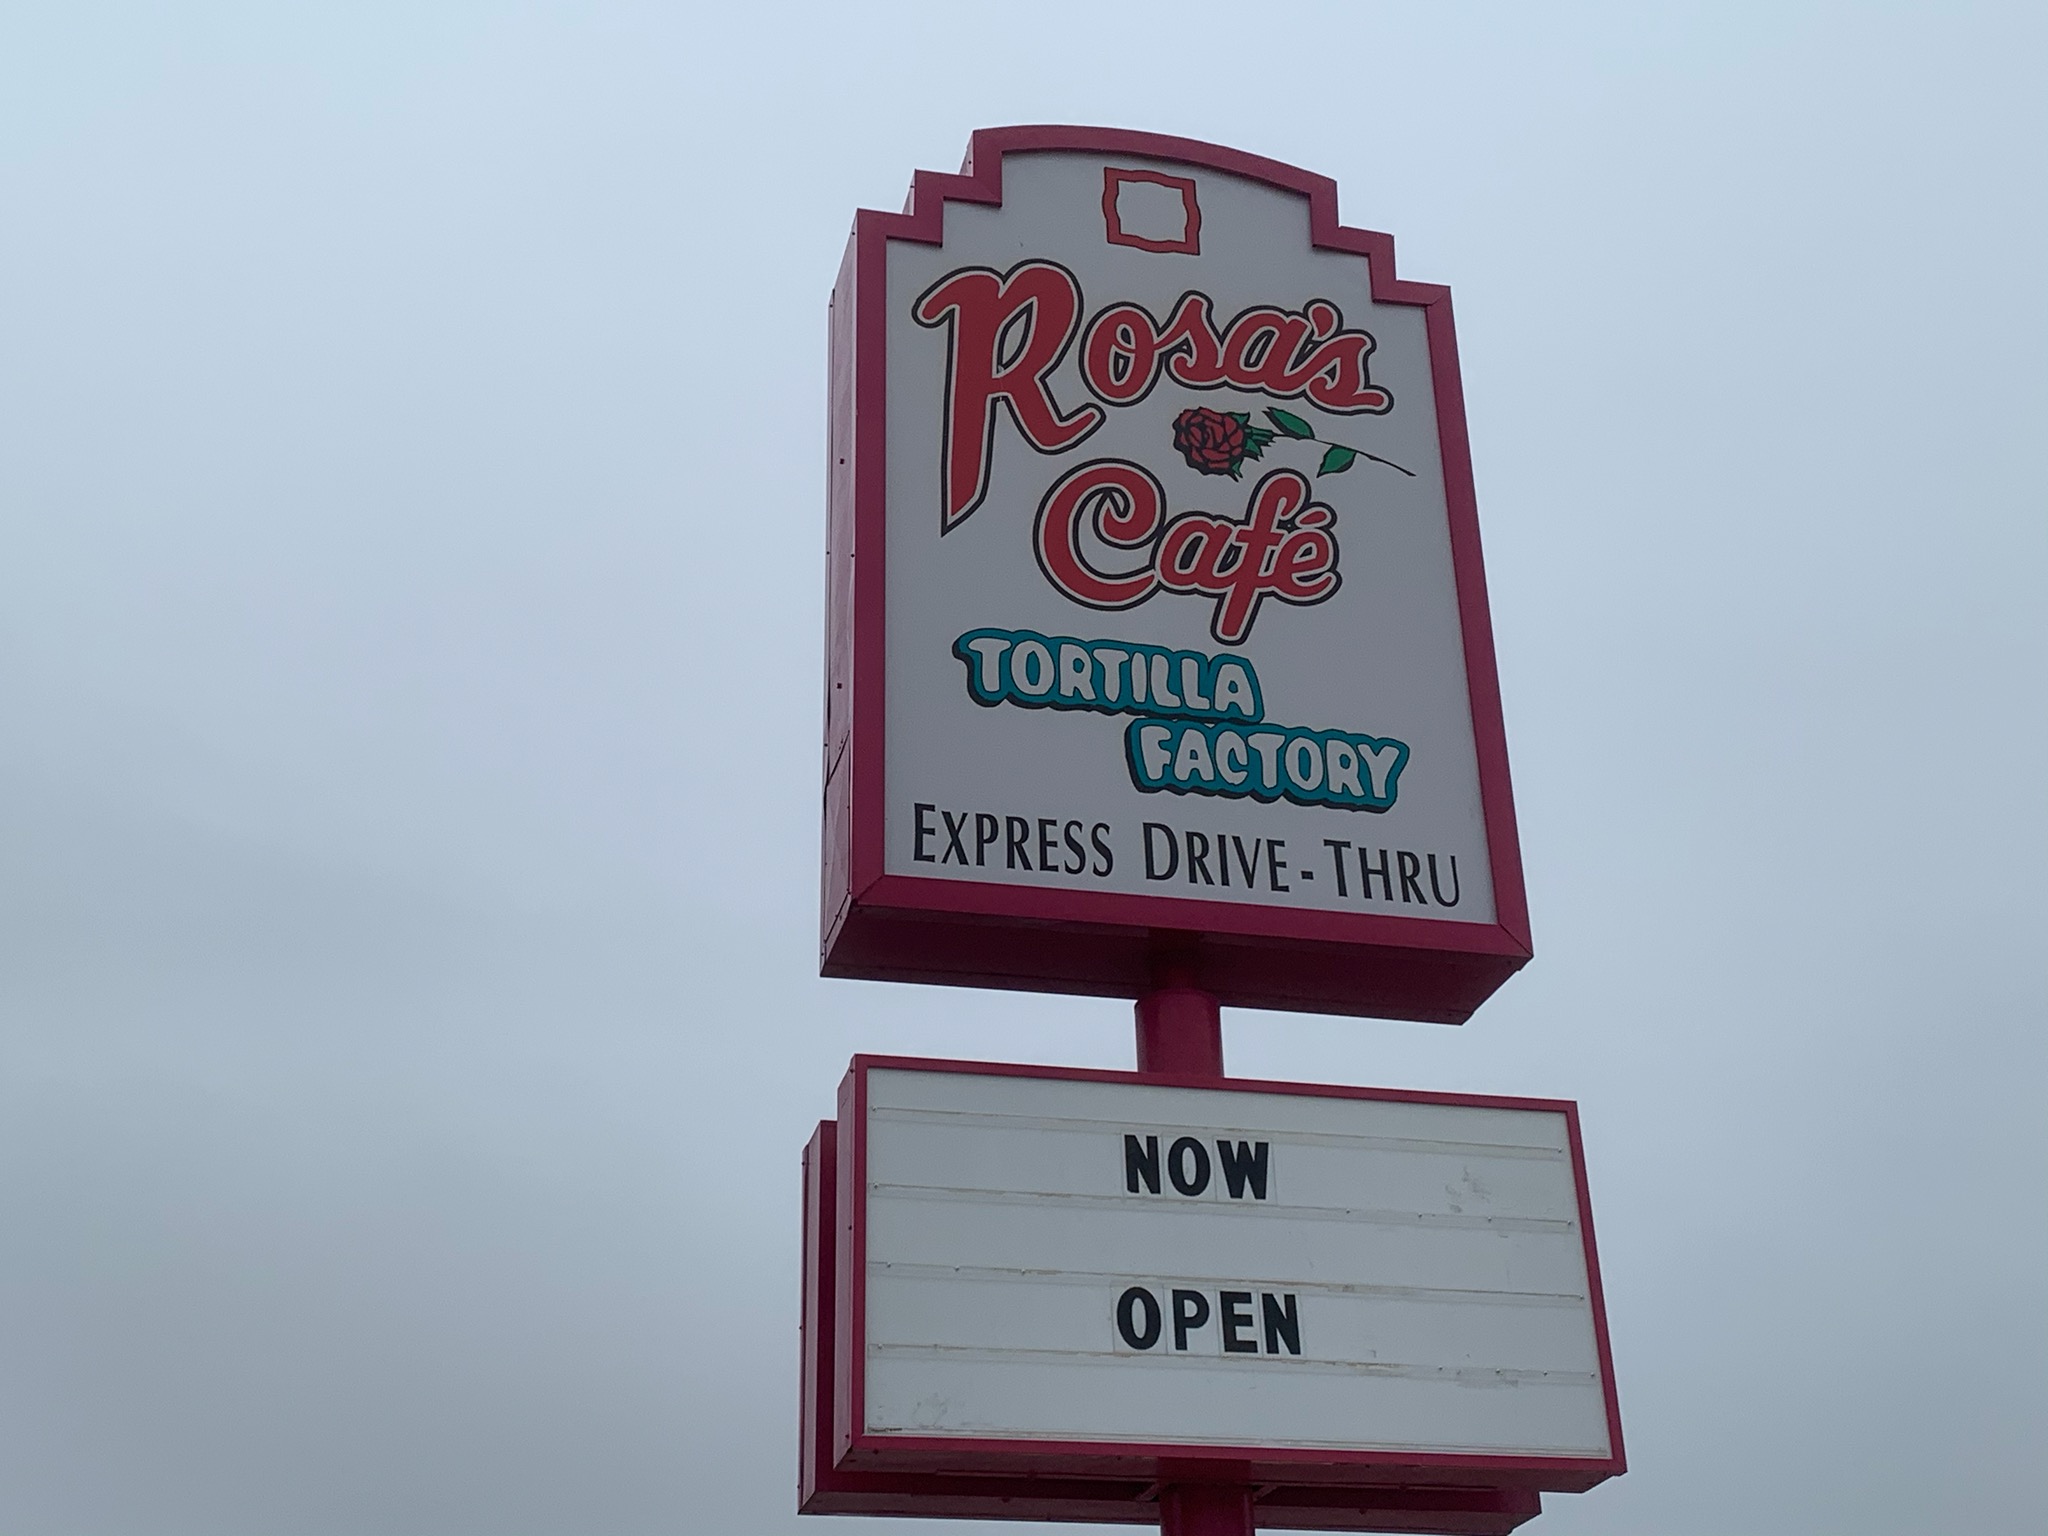 Rosa's
Café
TORTILLA
FACTORY
EXPRESS DRIVE-THRU
NOW
OPEN